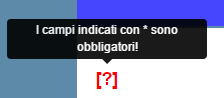 I campi indicati con * sono
obbligatori!
[?]